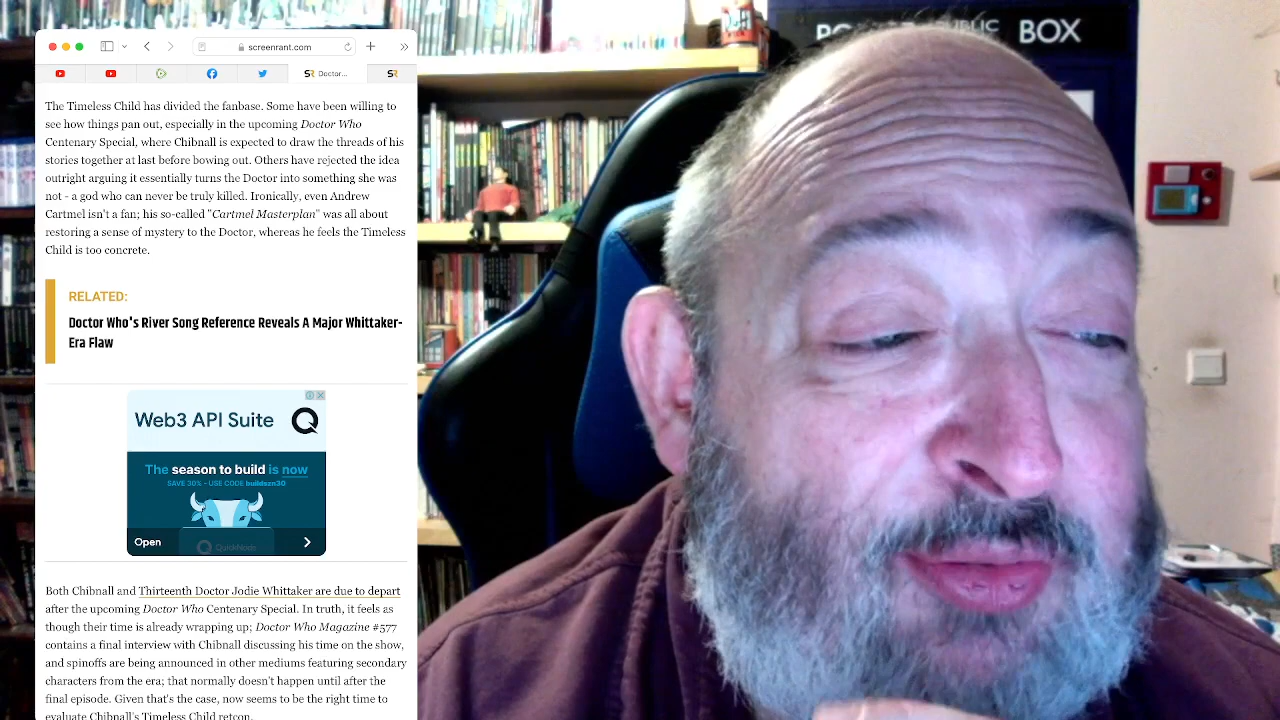 screenrant.com
Doctor...
The Timeless Child has divided the fanbase. Some have been willing to
see how things pan out, especially in the upcoming Doctor Who
Centenary Special, where Chibnall is expected to draw the threads of his
stories together at last before bowing out. Others have rejected the idea
outright arguing it essentially turns the Doctor into something she was
not - a god who can never be truly killed. Ironically, even Andrew
Cartmel isn't a fan; his so-called "Cartmel Masterplan" was all about
restoring a sense of mystery to the Doctor, whereas he feels the Timeless
Child is too concrete.
RELATED:
Doctor Who's River Song Reference Reveals A Major Whittaker-
Era Flaw
Web3 API Suite
The season to build is now
SAVE 30% - USE CODE buildszn30
Open
QuickNode
Both Chibnall and Thirteenth Doctor Jodie Whittaker are due to depart
after the upcoming Doctor Who Centenary Special. In truth, it feels as
though their time is already wrapping up; Doctor Who Magazine #577
contains a final interview with Chibnall discussing his time on the show,
and spinoffs are being announced in other mediums featuring secondary
characters from the era; that normally doesn't happen until after the
final episode. Given that's the case, now seems to be the right time to
evaluate Chibnall's Timeless Child retcon.
PUBLIC
BOX